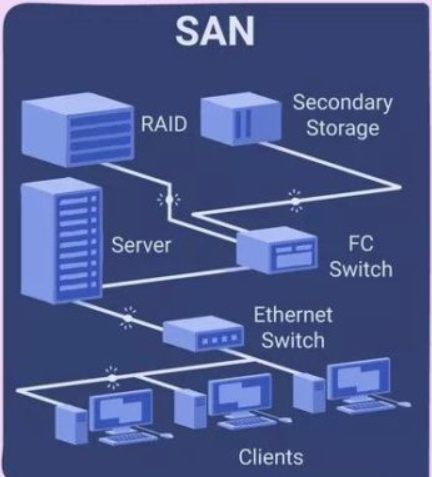 SAN
RAID
Secondary
Storage
Server
FC
Switch
Ethernet
Switch
Clients